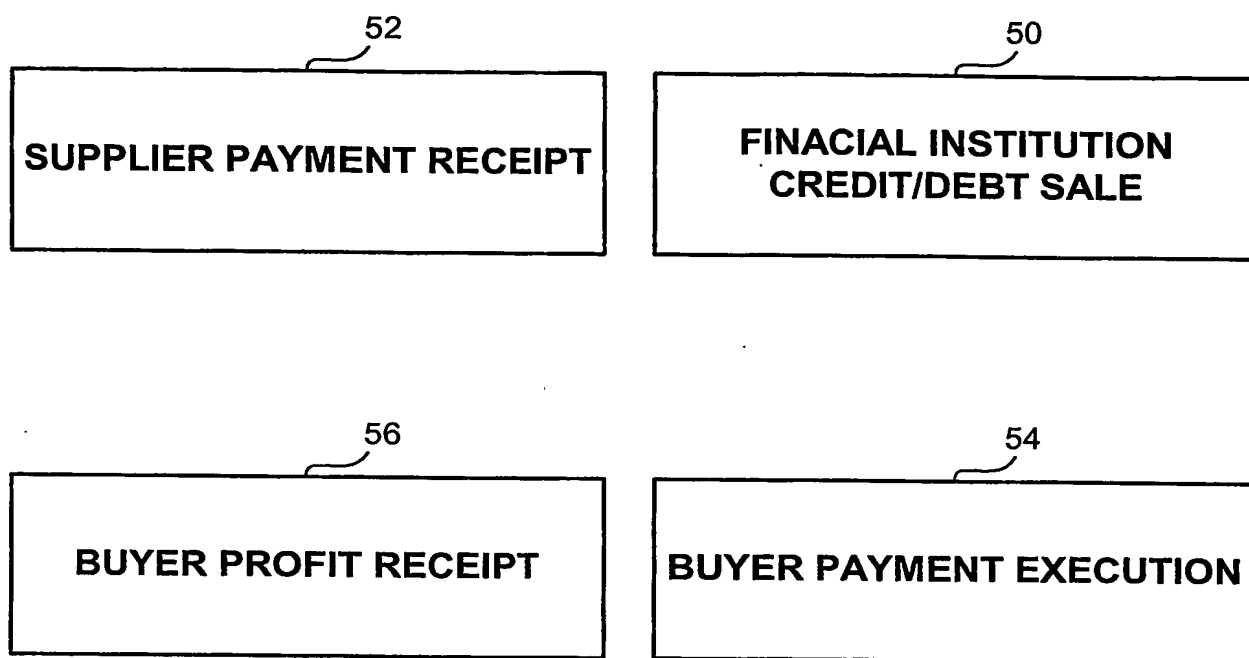 52
SUPPLIER PAYMENT RECEIPT
50
FINACIAL INSTITUTION
CREDIT/DEBT SALE
56
BUYER PROFIT RECEIPT
54
BUYER PAYMENT EXECUTION